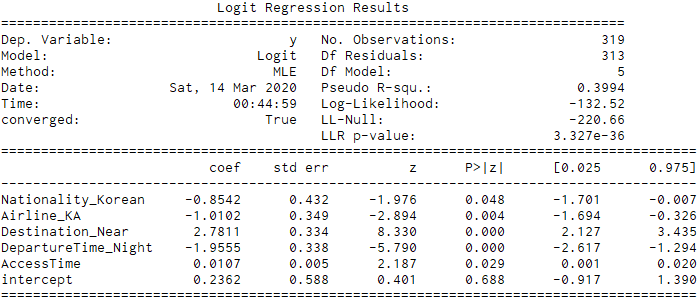 Logit Regression Results
==============================================================================
Dep. Variable: y No. Observations: 319
Model: Logit Df Residuals: 313
Method: MLE Df Model: 5
Date: Sat, 14 Mar 2020 Pseudo R-squ.: 0.3994
Time: 00:44:59 Log-Likelihood: -132.52
converged: True LL-Null: -220.66
LLR p-value: 3.327e-36
=======================================================================================
coef std err z P>|z| [0.025 0.975]
---------------------------------------------------------------------------------------
Nationality_Korean -0.8542 0.432 -1.976 0.048 -1.701 -0.007
Airline_KA -1.0102 0.349 -2.894 0.004 -1.694 -0.326
Destination_Near 2.7811 0.334 8.330 0.000 2.127 3.435
DepartureTime_Night -1.9555 0.338 -5.790 0.000 -2.617 -1.294
AccessTime 0.0107 0.005 2.187 0.029 0.001 0.020
intercept 0.2362 0.588 0.401 0.688 -0.917 1.390
=======================================================================================